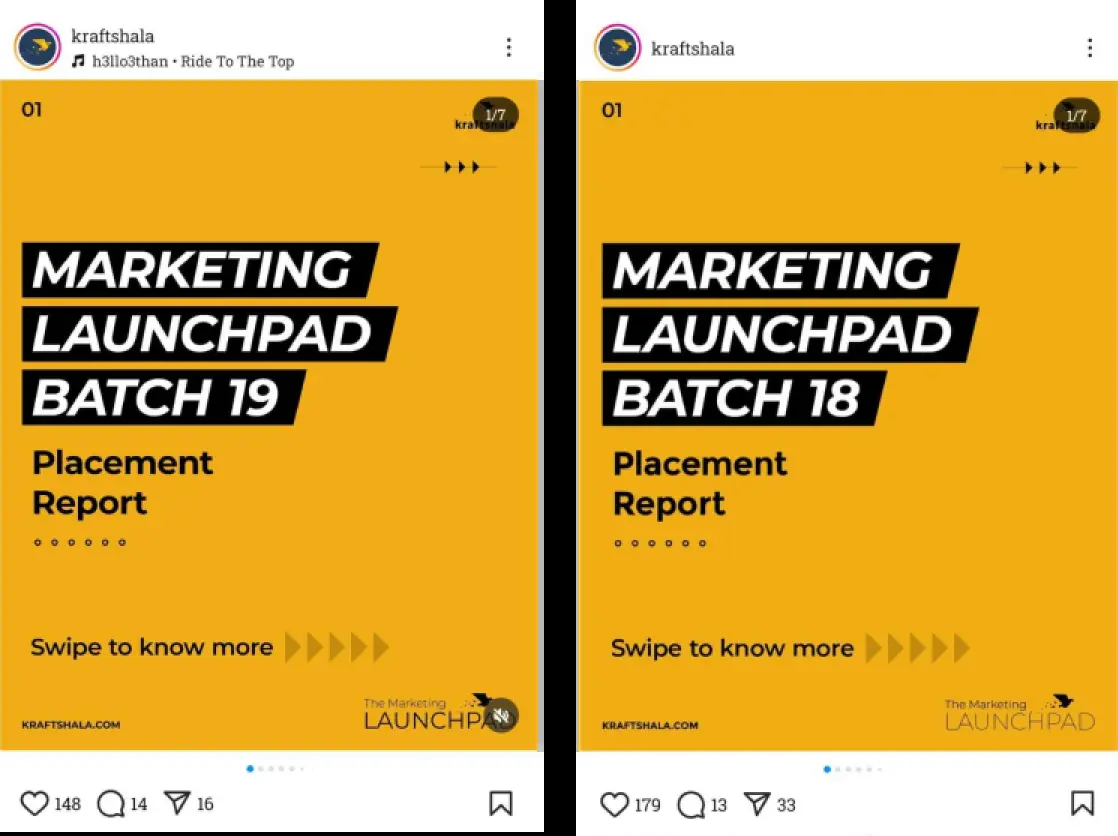 kraftshala
h3llo3than • Ride To The Top
01
1/7
kraftshala
MARKETING
LAUNCHPAD
BATCH 19
Placement
Report
Swipe to know more
KRAFTSHALA.COM
The Marketing
LAUNCHPAD
148 14 16
kraftshala
01
1/7
kraftshala
MARKETING
LAUNCHPAD
BATCH 18
Placement
Report
Swipe to know more
KRAFTSHALA.COM
The Marketing
LAUNCHPAD
179 13 33